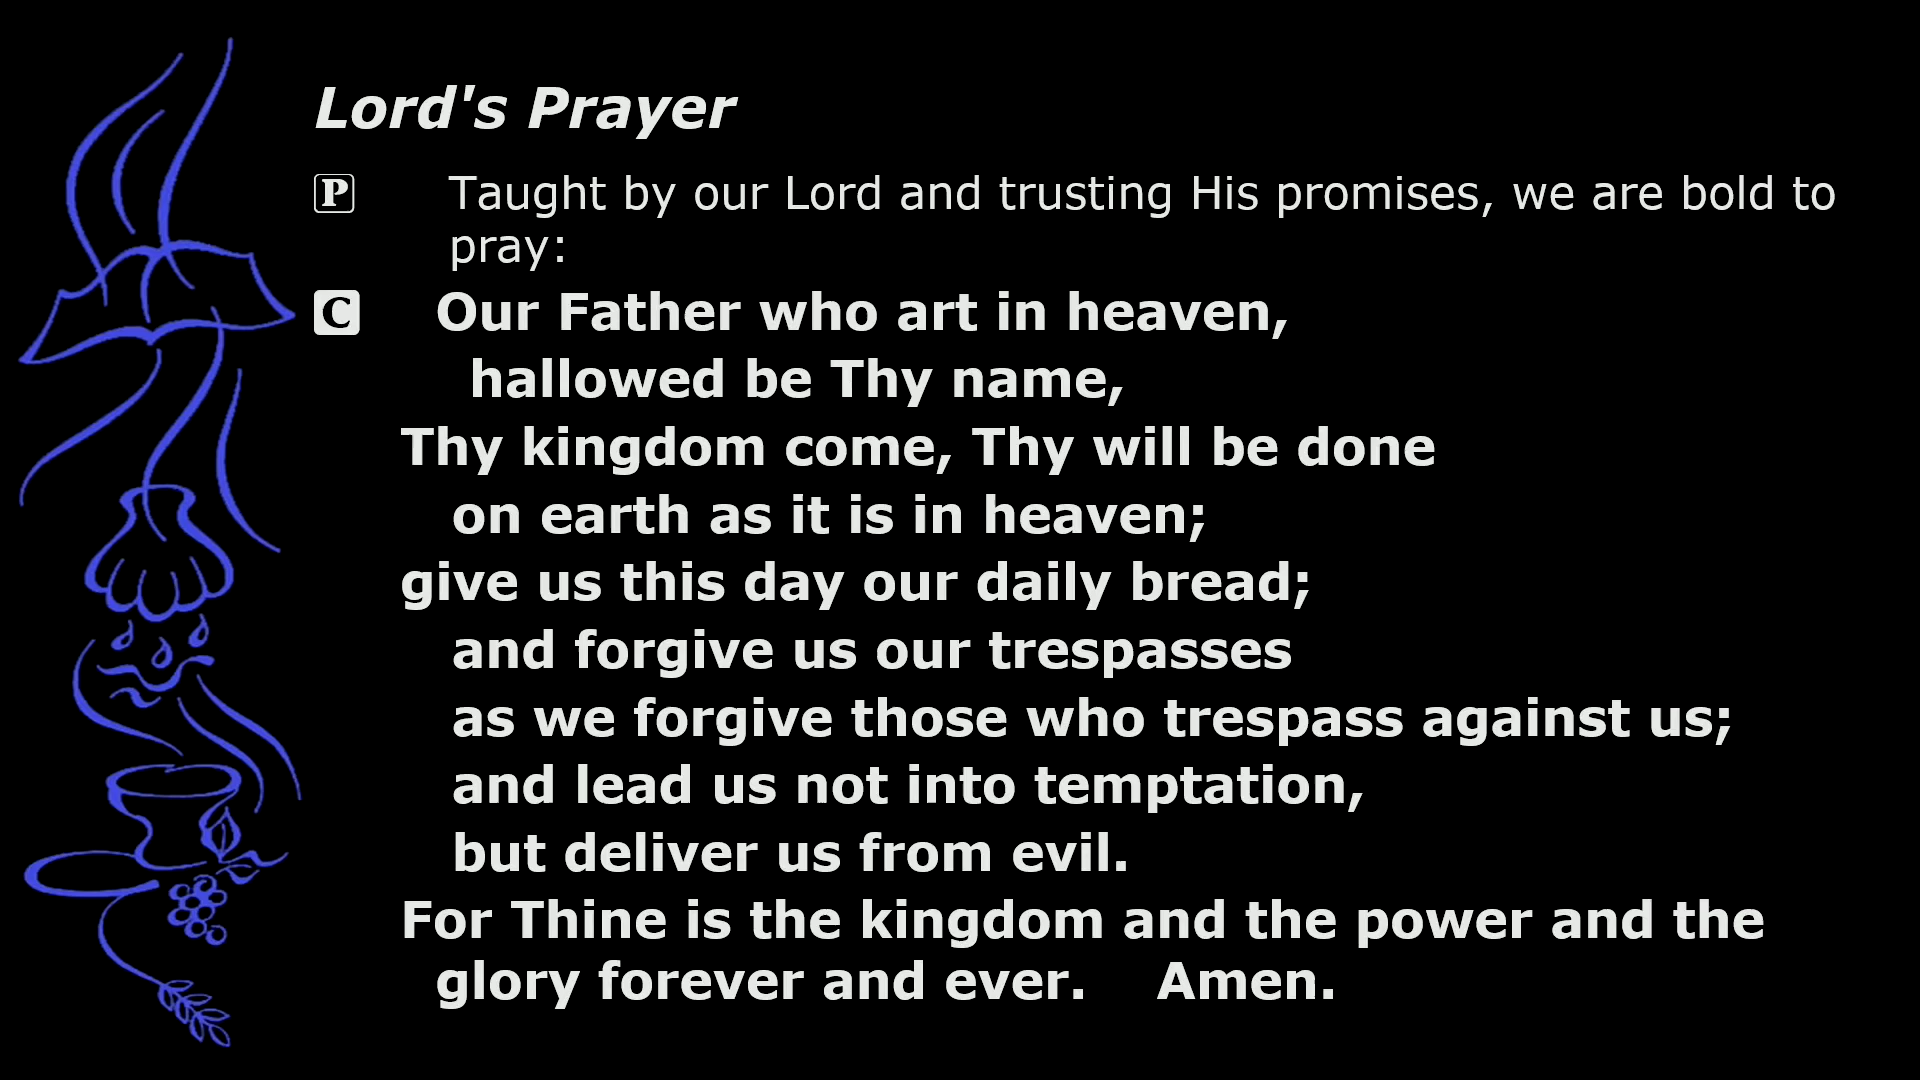 Lord's Prayer
P Taught by our Lord and trusting His promises, we are bold to
pray:
C Our Father who art in heaven,
hallowed be Thy name,
Thy kingdom come, Thy will be done
on earth as it is in heaven;
give us this day our daily bread;
and forgive us our trespasses
as we forgive those who trespass against us;
and lead us not into temptation,
but deliver us from evil.
For Thine is the kingdom and the power and the
glory forever and ever. Amen.